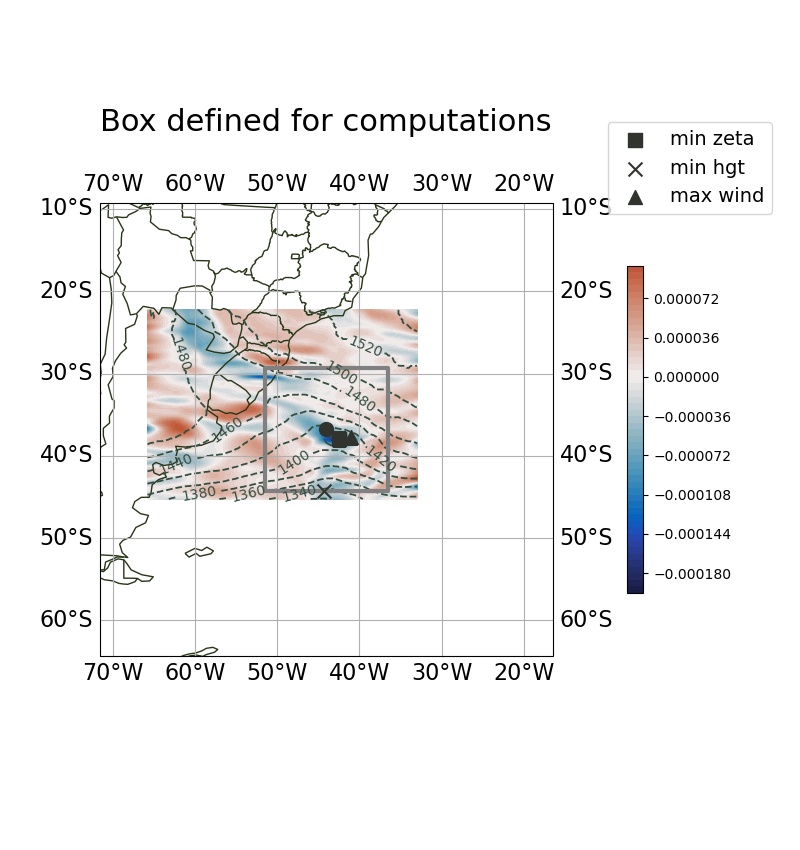 Box defined for computations
min zeta
min hgt
max wind
70°W 60°W 50°W 40°W 30°W 20°W
10°S 10°S
20°S 20°S
30°S 30°S
40°S 40°S
50°S 50°S
60°S 60°S
70°W 60°W 50°W 40°W 30°W 20°W
1520
1480
1500
1480
1460
1420
1440
1400
1380 1360 1340
0.000072
0.000036
0.000000
−0.000036
−0.000072
−0.000108
−0.000144
−0.000180